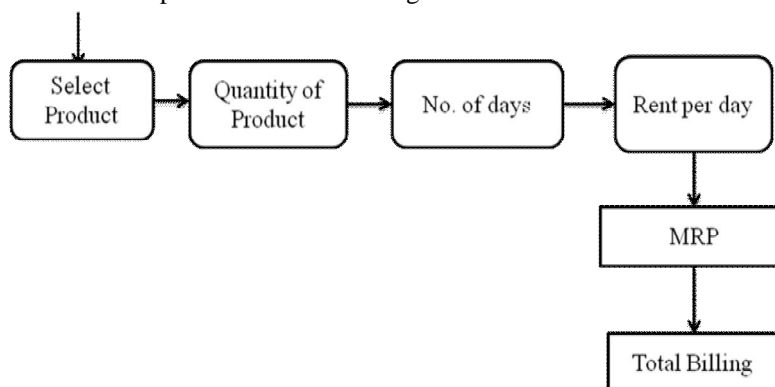 Select
Product
Quantity of
Product
No. of days
Rent per day
MRP
Total Billing